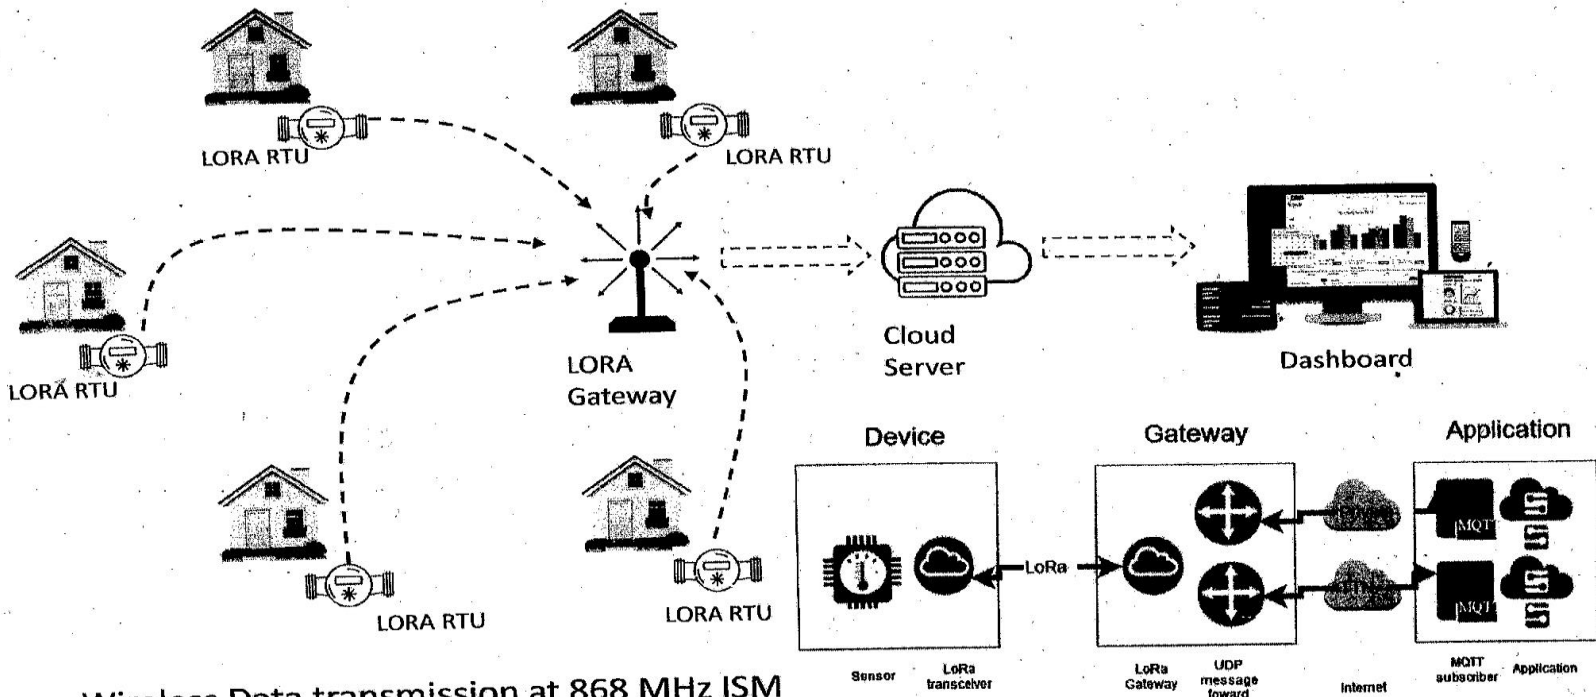 LORA RTU
LORA RTU
LORA RTU
LORA
Gateway
Cloud
Server
Dashboard
LORA RTU
LORA RTU
Device
Gateway
Application
LoRa
MQT
MQT
Sensor
LoRa
transceiver
LoRa
Gateway
UDP
message
foward
Internet
MQTT
subscriber
Application
Wireless Data transmission at 868 MHz ISM